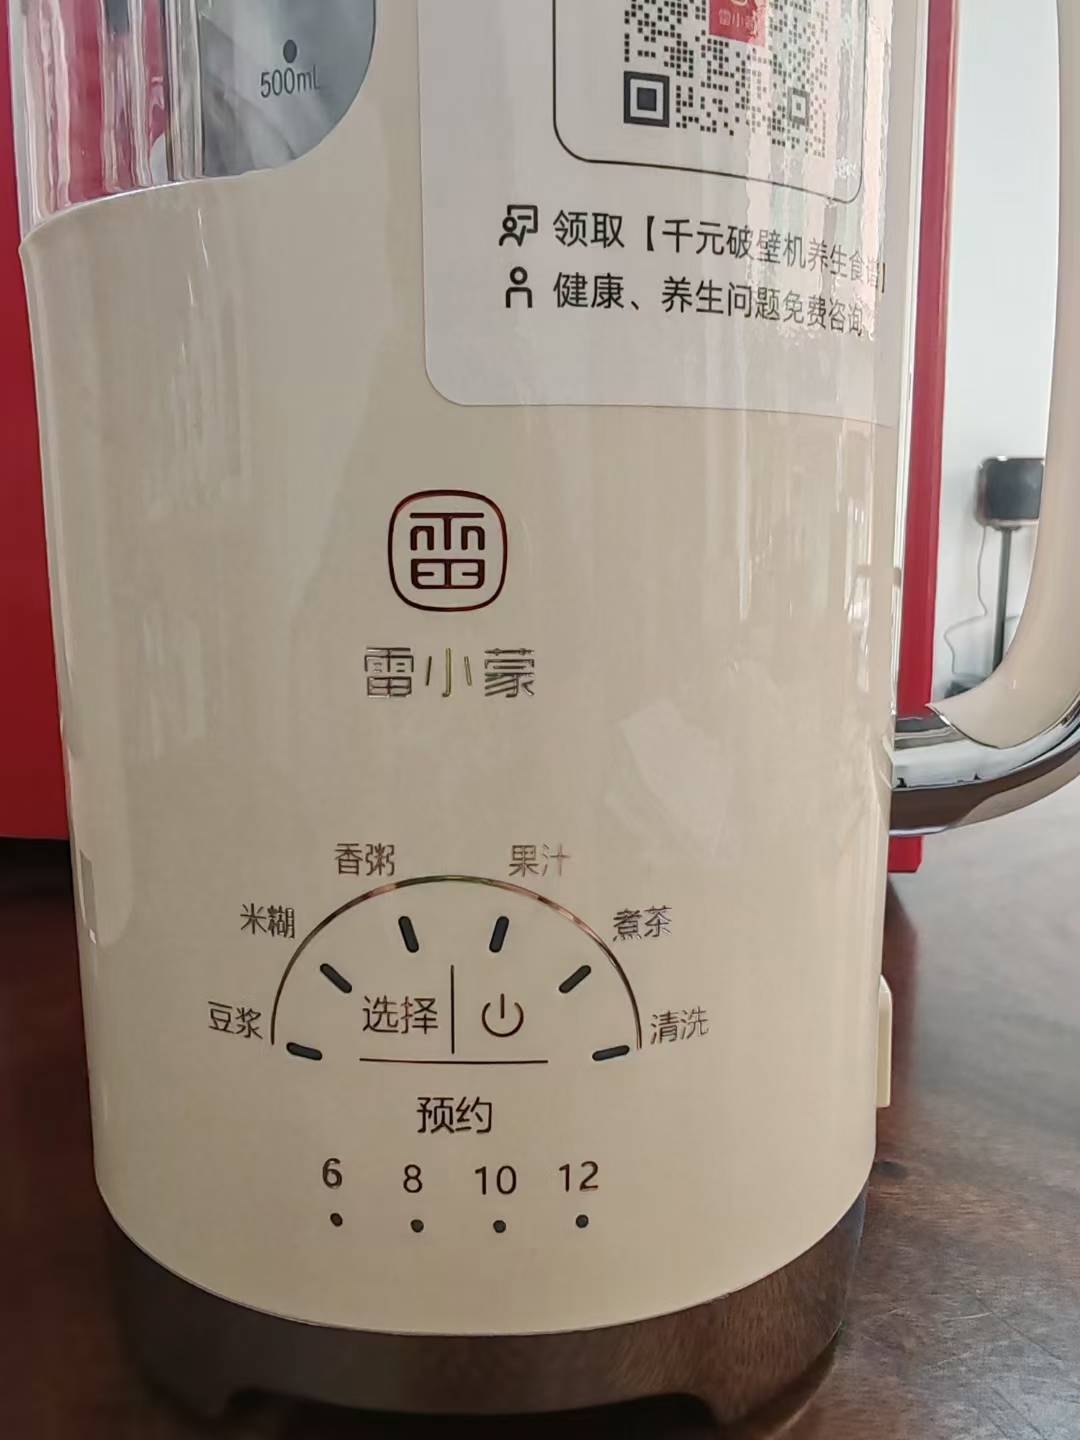 500mL
领取【千元破壁机养生食谱】
健康、养生问题免费咨询
雷
雷小蒙
香粥
果汁
米糊
煮茶
豆浆
选择
清洗
预约
6 8 10 12